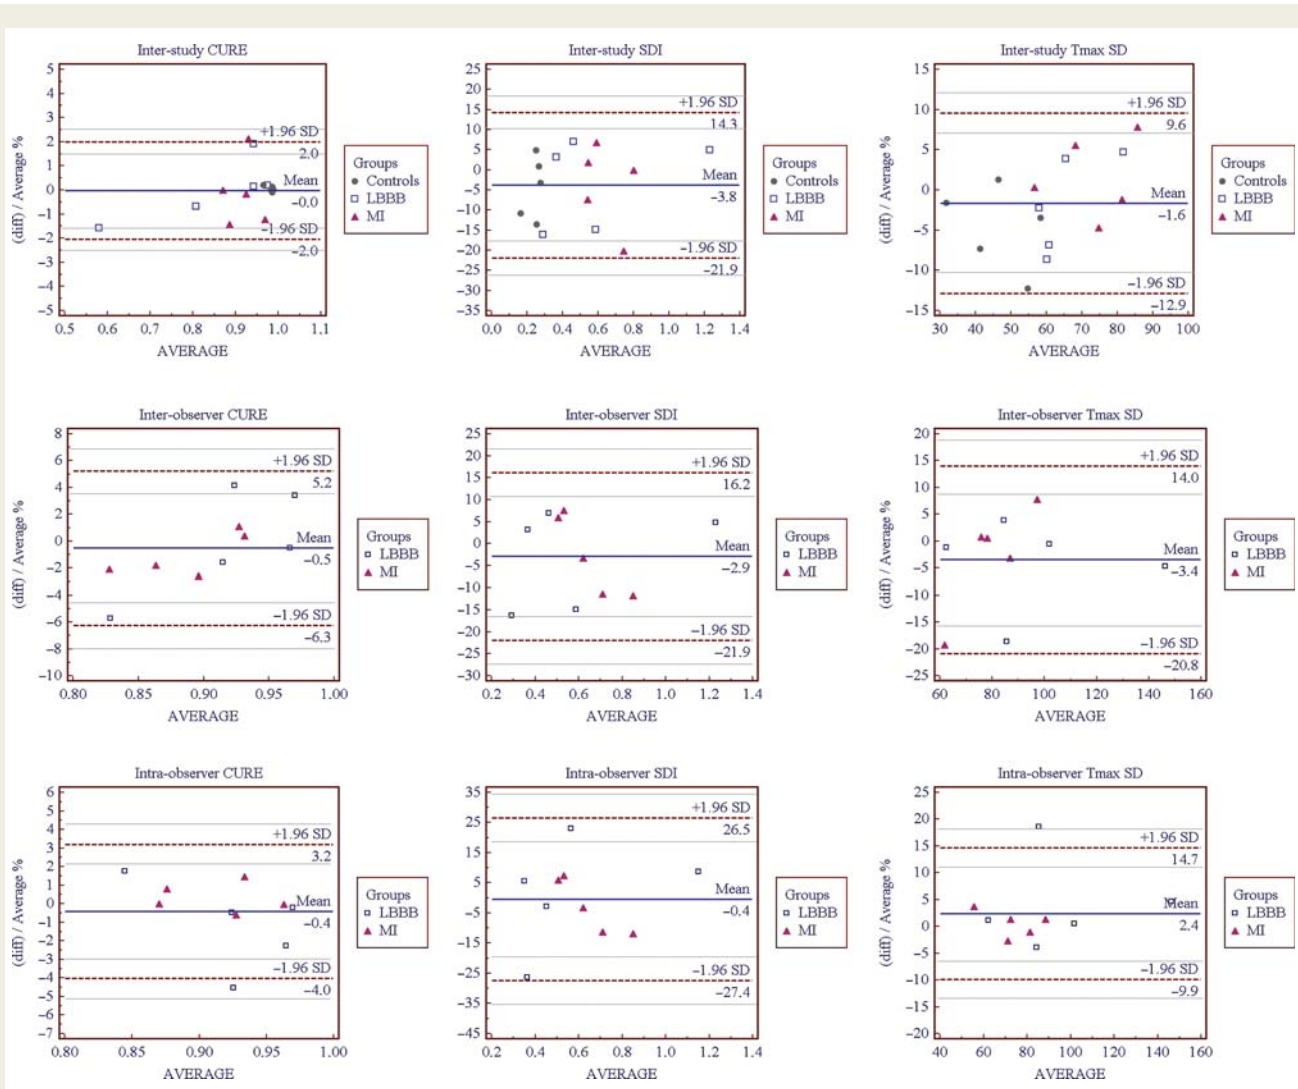 Inter-study CURE
(diff) / Average %
5
4
3
2
1
0
−1
−2
−3
−4
−5
+1.96 SD
2.0
Mean
−0.0
−1.96 SD
−2.0
0.5 0.6 0.7 0.8 0.9 1.0 1.1
AVERAGE
Groups
Controls
LBBB
MI
Inter-study SDI
25
20
15
10
5
0
−5
−10
−15
−20
−25
−30
−35
+1.96 SD
14.3
Mean
−3.8
−1.96 SD
−21.9
0.0 0.2 0.4 0.6 0.8 1.0 1.2 1.4
AVERAGE
Groups
Controls
LBBB
MI
Inter-study Tmax SD
(diff) / Average %
15
10
5
0
−5
−10
−15
+1.96 SD
9.6
Mean
−1.6
−1.96 SD
−12.9
30 40 50 60 70 80 90 100
AVERAGE
Groups
Controls
LBBB
MI
Inter-observer CURE
(diff) / Average %
8
6
4
2
0
−2
−4
−6
−8
−10
+1.96 SD
5.2
Mean
−0.5
−1.96 SD
−6.3
0.80 0.85 0.90 0.95 1.00
AVERAGE
Groups
LBBB
MI
Inter-observer SDI
25
20
15
10
5
0
−5
−10
−15
−20
−25
−30
+1.96 SD
16.2
Mean
−2.9
−1.96 SD
−21.9
0.2 0.4 0.6 0.8 1.0 1.2 1.4
AVERAGE
Groups
LBBB
MI
Inter-observer Tmax SD
(diff) / Average %
20
15
10
5
0
−5
−10
−15
−20
−25
+1.96 SD
14.0
Mean
−3.4
−1.96 SD
−20.8
60 80 100 120 140 160
AVERAGE
Groups
LBBB
MI
Intra-observer CURE
(diff) / Average %
6
5
4
3
2
1
0
−1
−2
−3
−4
−5
−6
−7
+1.96 SD
3.2
Mean
−0.4
−1.96 SD
−4.0
0.80 0.85 0.90 0.95 1.00
AVERAGE
Groups
LBBB
MI
Intra-observer SDI
35
25
15
5
−5
−15
−25
−35
−45
+1.96 SD
26.5
Mean
−0.4
−1.96 SD
−27.4
0.2 0.4 0.6 0.8 1.0 1.2 1.4
AVERAGE
Groups
LBBB
MI
Intra-observer Tmax SD
(diff) / Average %
25
20
15
10
5
0
−5
−10
−15
−20
+1.96 SD
14.7
Mean
2.4
−1.96 SD
−9.9
40 60 80 100 120 140 160
AVERAGE
Groups
LBBB
MI